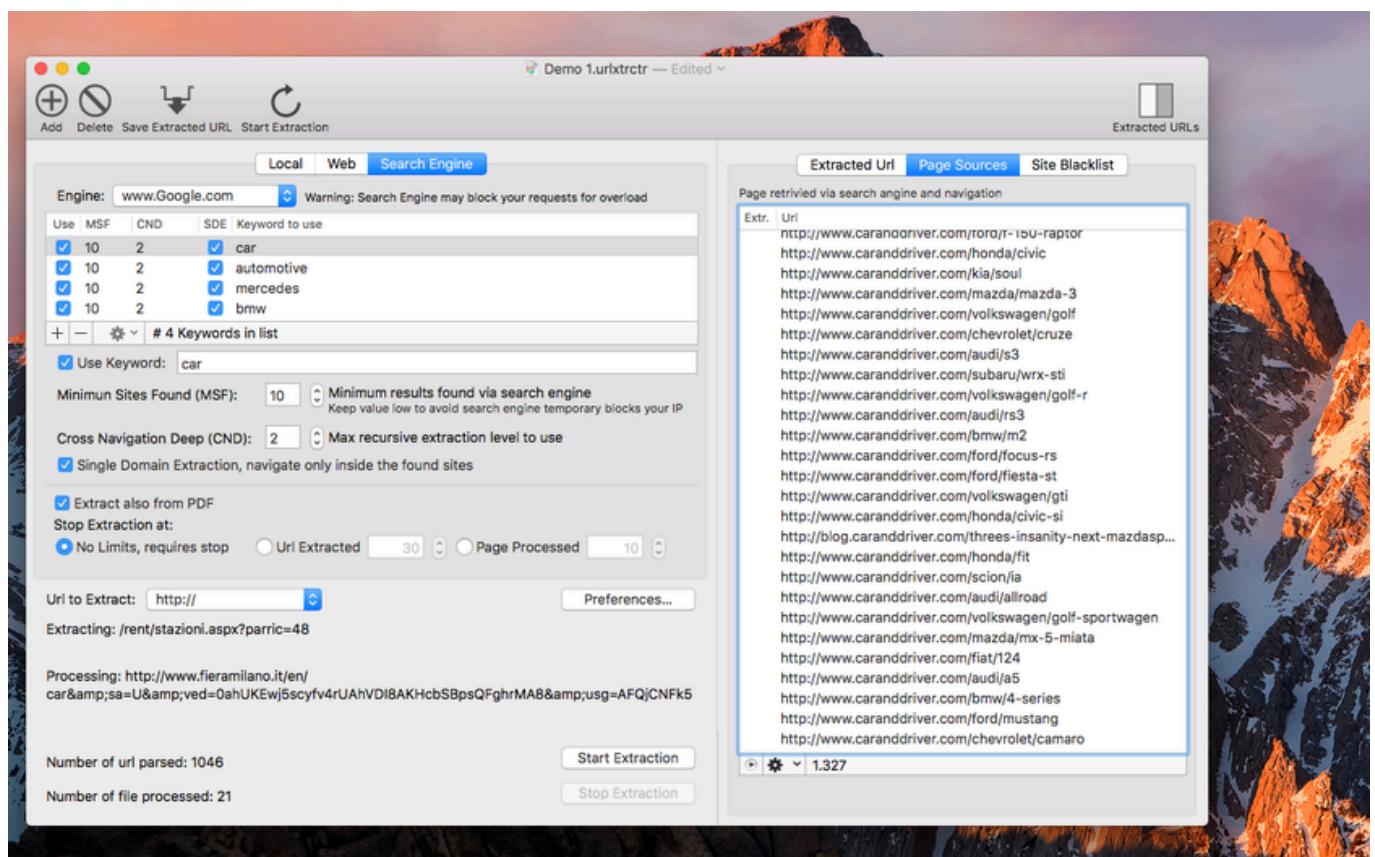 Demo 1.urlxtrctr — Edited
Add Delete Save Extracted URL Start Extraction
Extracted URLs
Local Web Search Engine
Engine: www.Google.com Warning: Search Engine may block your requests for overload
Use MSF CND SDE Keyword to use
10 2 car
10 2 automotive
10 2 mercedes
10 2 bmw
+ − # 4 Keywords in list
Use Keyword: car
Minimun Sites Found (MSF): 10 Minimum results found via search engine
Keep value low to avoid search engine temporary blocks your IP
Cross Navigation Deep (CND): 2 Max recursive extraction level to use
Single Domain Extraction, navigate only inside the found sites
Extract also from PDF
Stop Extraction at:
No Limits, requires stop Url Extracted 30 Page Processed 10
Url to Extract: http:// Preferences...
Extracting: /rent/stazioni.aspx?parric=48
Processing: http://www.fieramilano.it/en/
car&amp;sa=U&amp;ved=0ahUKEwj5scyfv4rUAhVDI8AKHcbSBpsQFghrMA8&amp;usg=AFQjCNFk5
Number of url parsed: 1046
Start Extraction
Number of file processed: 21
Stop Extraction
Extracted Url Page Sources Site Blacklist
Page retrivied via search angine and navigation
Extr. Url
http://www.caranddriver.com/ford/f-150-raptor
http://www.caranddriver.com/honda/civic
http://www.caranddriver.com/kia/soul
http://www.caranddriver.com/mazda/mazda-3
http://www.caranddriver.com/volkswagen/golf
http://www.caranddriver.com/chevrolet/cruze
http://www.caranddriver.com/audi/s3
http://www.caranddriver.com/subaru/wrx-sti
http://www.caranddriver.com/volkswagen/golf-r
http://www.caranddriver.com/audi/rs3
http://www.caranddriver.com/bmw/m2
http://www.caranddriver.com/ford/focus-rs
http://www.caranddriver.com/ford/fiesta-st
http://www.caranddriver.com/volkswagen/gti
http://www.caranddriver.com/honda/civic-si
http://blog.caranddriver.com/threes-insanity-next-mazdasp...
http://www.caranddriver.com/honda/fit
http://www.caranddriver.com/scion/ia
http://www.caranddriver.com/audi/allroad
http://www.caranddriver.com/volkswagen/golf-sportwagen
http://www.caranddriver.com/mazda/mx-5-miata
http://www.caranddriver.com/fiat/124
http://www.caranddriver.com/audi/a5
http://www.caranddriver.com/bmw/4-series
http://www.caranddriver.com/ford/mustang
http://www.caranddriver.com/chevrolet/camaro
1.327